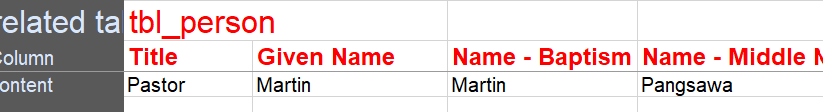 related ta tbl_person
Column Title Given Name Name - Baptism Name - Middle N
ontent Pastor Martin Martin Pangsawa